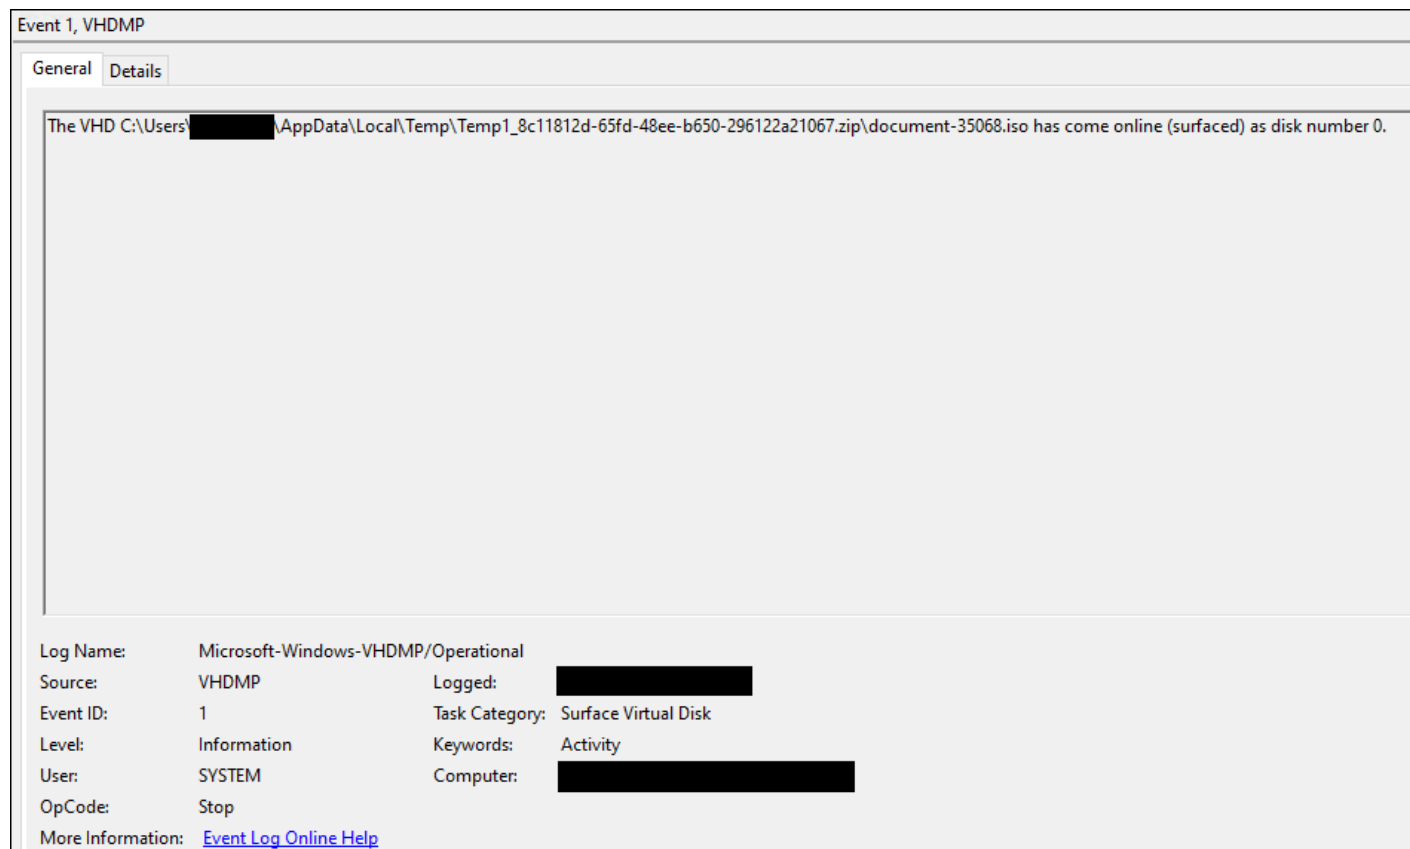 Event 1, VHDMP
General Details
The VHD C:\Users\ \AppData\Local\Temp\Temp1_8c11812d-65fd-48ee-b650-296122a21067.zip\document-35068.iso has come online (surfaced) as disk number 0.
Log Name: Microsoft-Windows-VHDMP/Operational
Source: VHDMP Logged:
Event ID: 1 Task Category: Surface Virtual Disk
Level: Information Keywords: Activity
User: SYSTEM Computer:
OpCode: Stop
More Information: Event Log Online Help